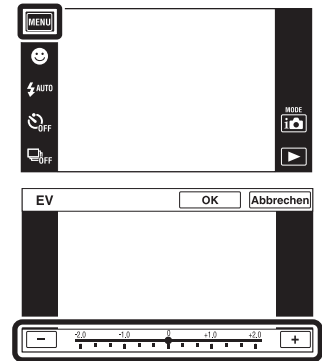 MENU
AUTO
OFF
OFF
MODE
i
EV OK Abbrechen
- -2.0 -1.0 0 +1.0 +2.0 +